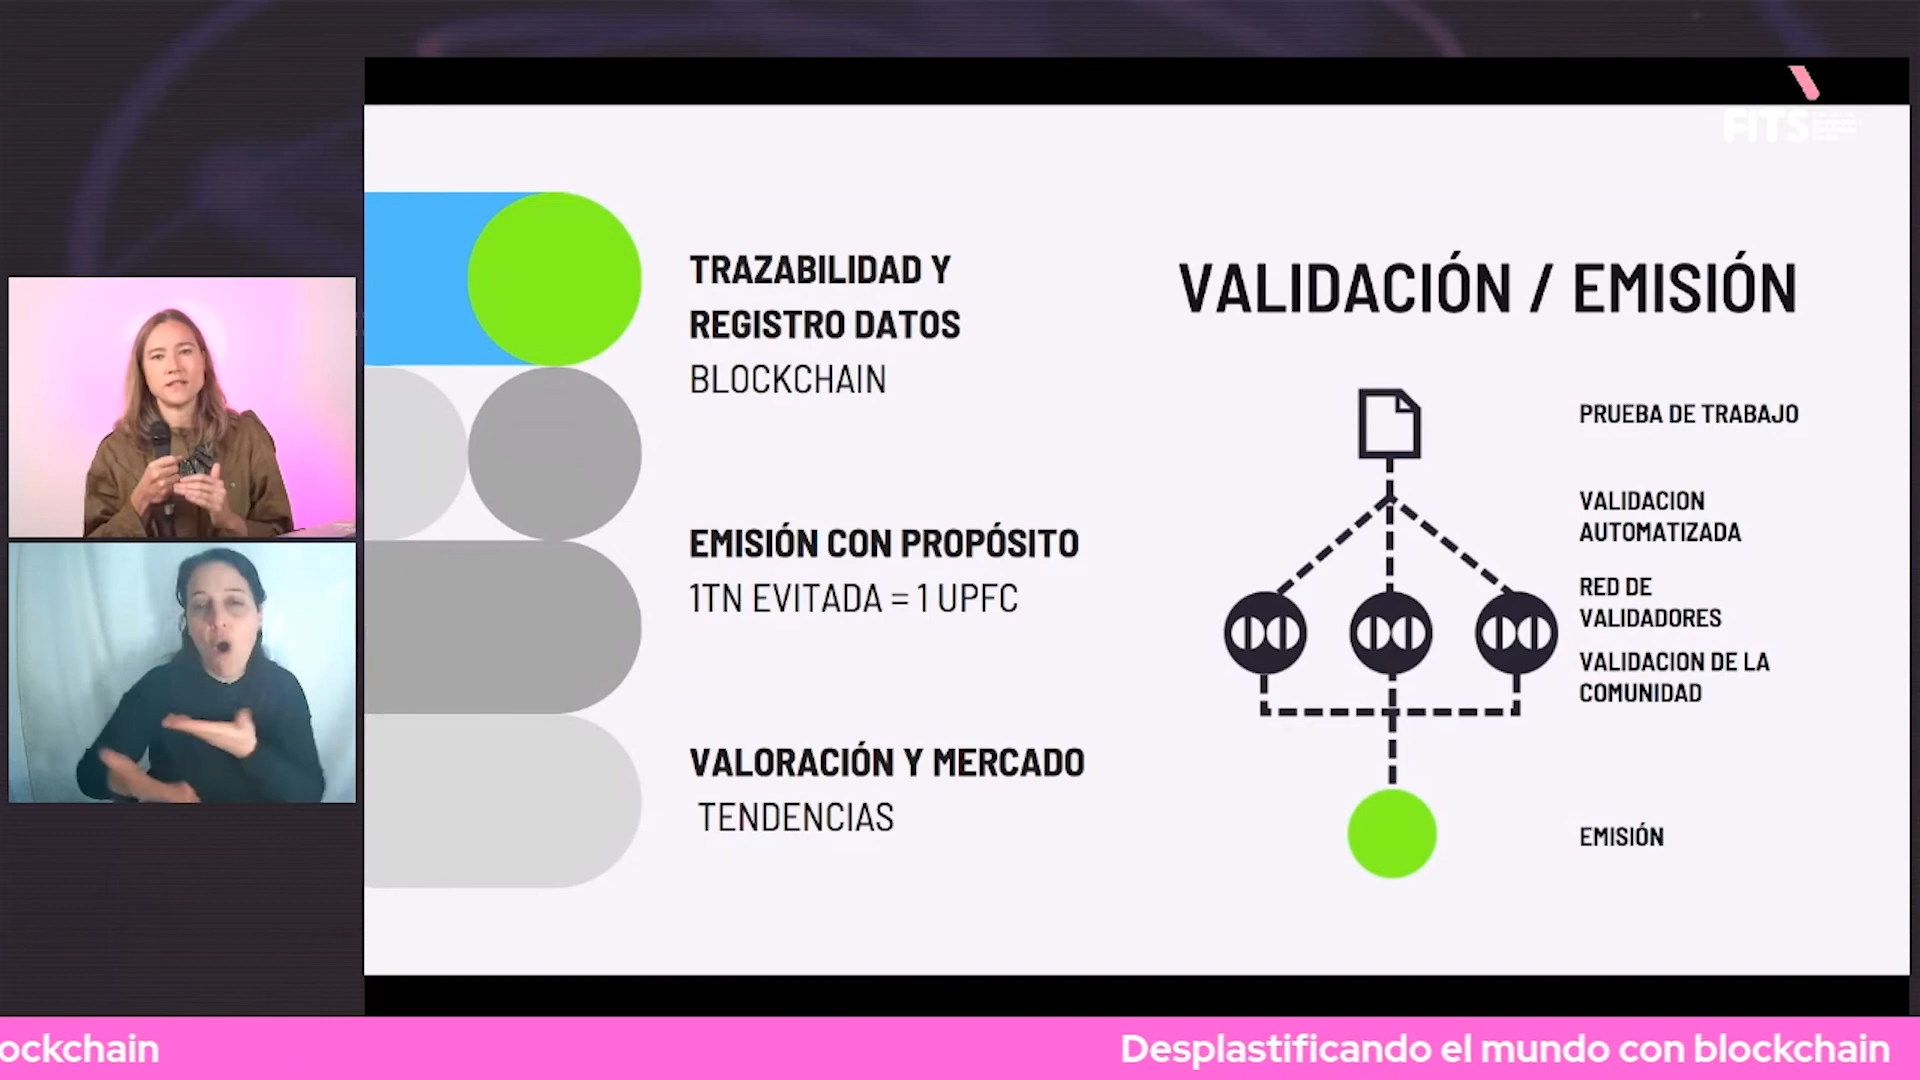 FITS
TRAZABILIDAD Y
REGISTRO DATOS
BLOCKCHAIN
EMISIÓN CON PROPÓSITO
1TN EVITADA = 1 UPFC
VALORACIÓN Y MERCADO
TENDENCIAS
VALIDACIÓN / EMISIÓN
PRUEBA DE TRABAJO
VALIDACION
AUTOMATIZADA
RED DE
VALIDADORES
VALIDACION DE LA
COMUNIDAD
EMISIÓN
ockchain
Desplastificando el mundo con blockchain